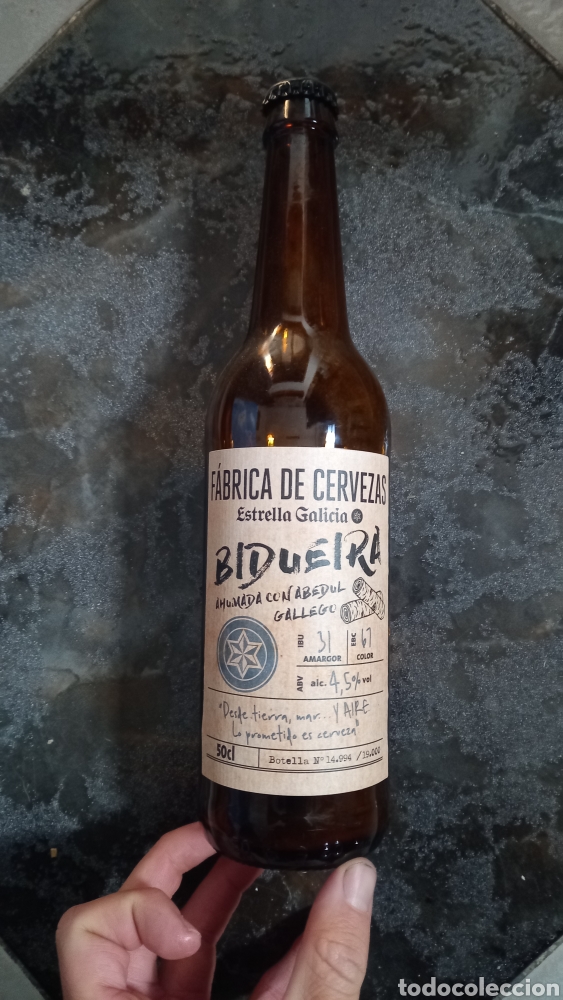 FÁBRICA DE CERVEZAS
Estrella Galicia
BIDUEIRA
AHUMADA CON ABEDUL
GALLEGO
IBU 31 AMARGOR
EBC 67 COLOR
ABV alc. 4,5% vol
"Desde tierra, mar... Y AIRE
Lo prometido es cerveza"
50cl Botella Nº 14.994 /19.000
todocoleccion